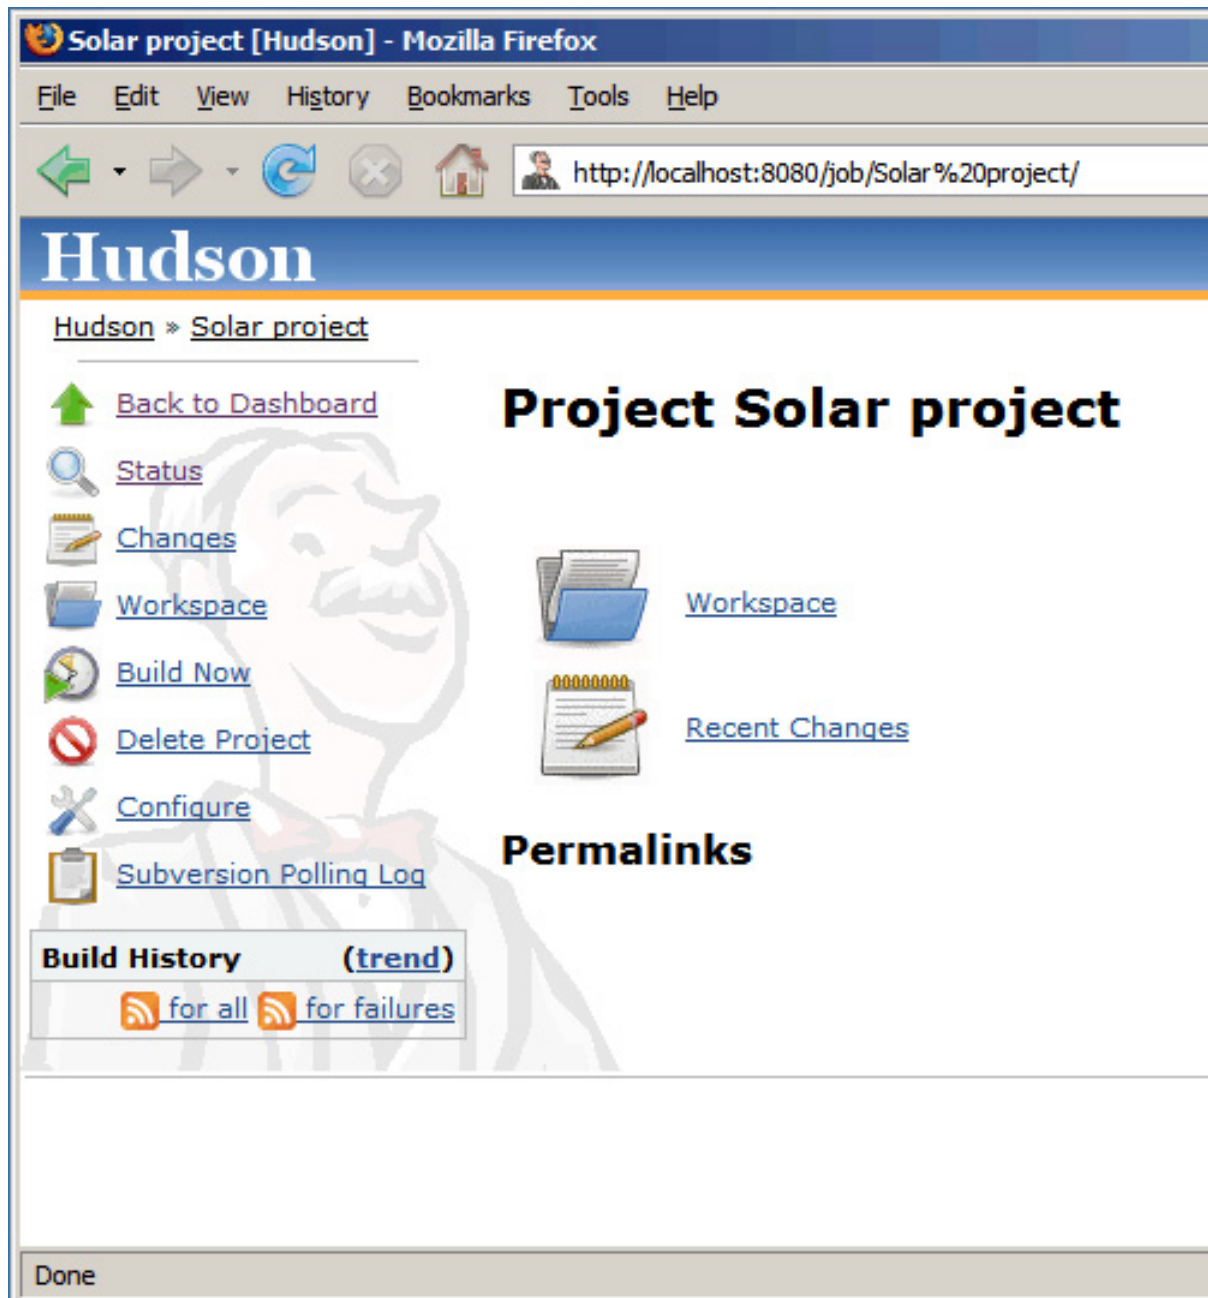 Solar project [Hudson] - Mozilla Firefox
File Edit View History Bookmarks Tools Help
http://localhost:8080/job/Solar%20project/
Hudson
Hudson » Solar project
Back to Dashboard
Status
Changes
Workspace
Build Now
Delete Project
Configure
Subversion Polling Log
Build History (trend)
for all for failures
Project Solar project
Workspace
Recent Changes
Permalinks
Done